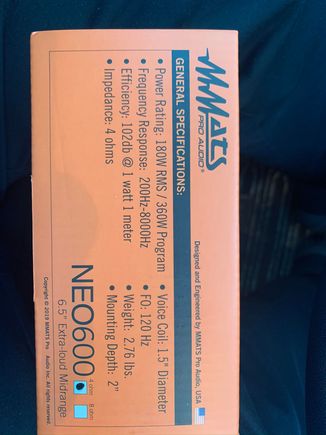 MMATS
PRO AUDIO®
Designed and Engineered by MMATS Pro Audio, USA
GENERAL SPECIFICATIONS:
• Power Rating: 180W RMS / 360W Program
• Frequency Response: 200Hz-8000Hz
• Efficiency: 102db @ 1 watt 1 meter
• Impedance: 4 ohms
• Voice Coil: 1.5" Diameter
• FO: 120 Hz
• Weight: 2.76 lbs.
• Mounting Depth: 2"
NEO600
4 ohm 8 ohm
6.5" Extra-loud Midrange
Copyright © 2019 MMATS Pro Audio Inc. All rights reserved.